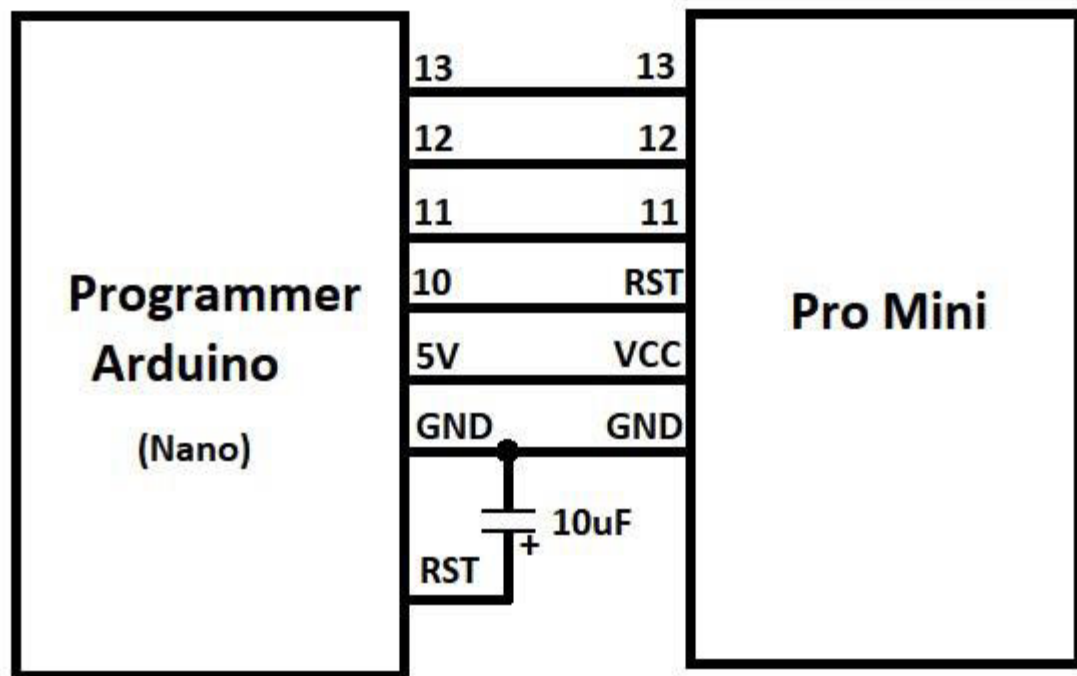 13 13
12 12
11 11
10 RST
5V VCC
GND GND
Programmer
Arduino
(Nano)
Pro Mini
10uF
+
RST